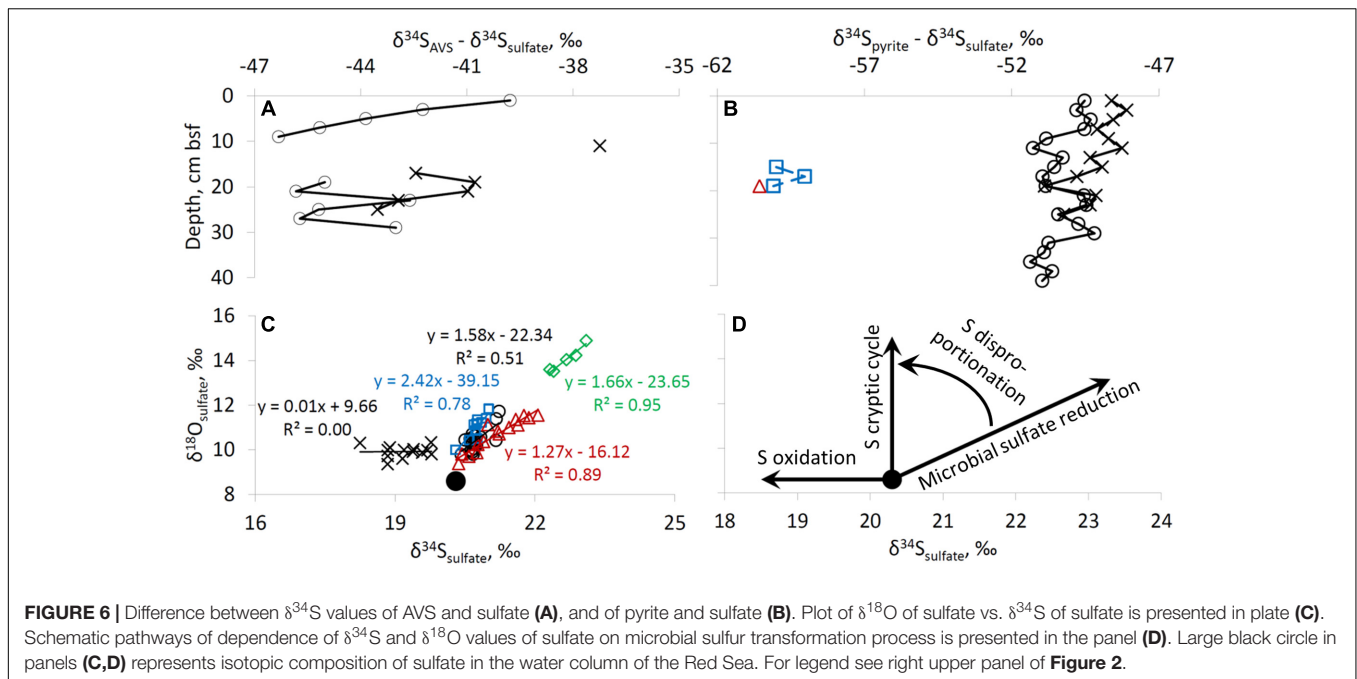 δ34S_AVS - δ34S_sulfate, ‰
-47 -44 -41 -38 -35
δ34S_pyrite - δ34S_sulfate, ‰
-62 -57 -52 -47
Depth, cm bsf
0
10
20
30
40
A
B
C
δ18O_sulfate, ‰
16
14
12
10
8
y = 1.58x - 22.34
R² = 0.51
y = 2.42x - 39.15
R² = 0.78
y = 1.66x - 23.65
R² = 0.95
y = 0.01x + 9.66
R² = 0.00
y = 1.27x - 16.12
R² = 0.89
16 19 22 25
δ34S_sulfate, ‰
D
S cryptic cycle
S dispro-
portionation
S oxidation
Microbial sulfate reduction
18 19 20 21 22 23 24
δ34S_sulfate, ‰
FIGURE 6 | Difference between δ34S values of AVS and sulfate (A), and of pyrite and sulfate (B). Plot of δ18O of sulfate vs. δ34S of sulfate is presented in plate (C).
Schematic pathways of dependence of δ34S and δ18O values of sulfate on microbial sulfur transformation process is presented in the panel (D). Large black circle in
panels (C,D) represents isotopic composition of sulfate in the water column of the Red Sea. For legend see right upper panel of Figure 2.